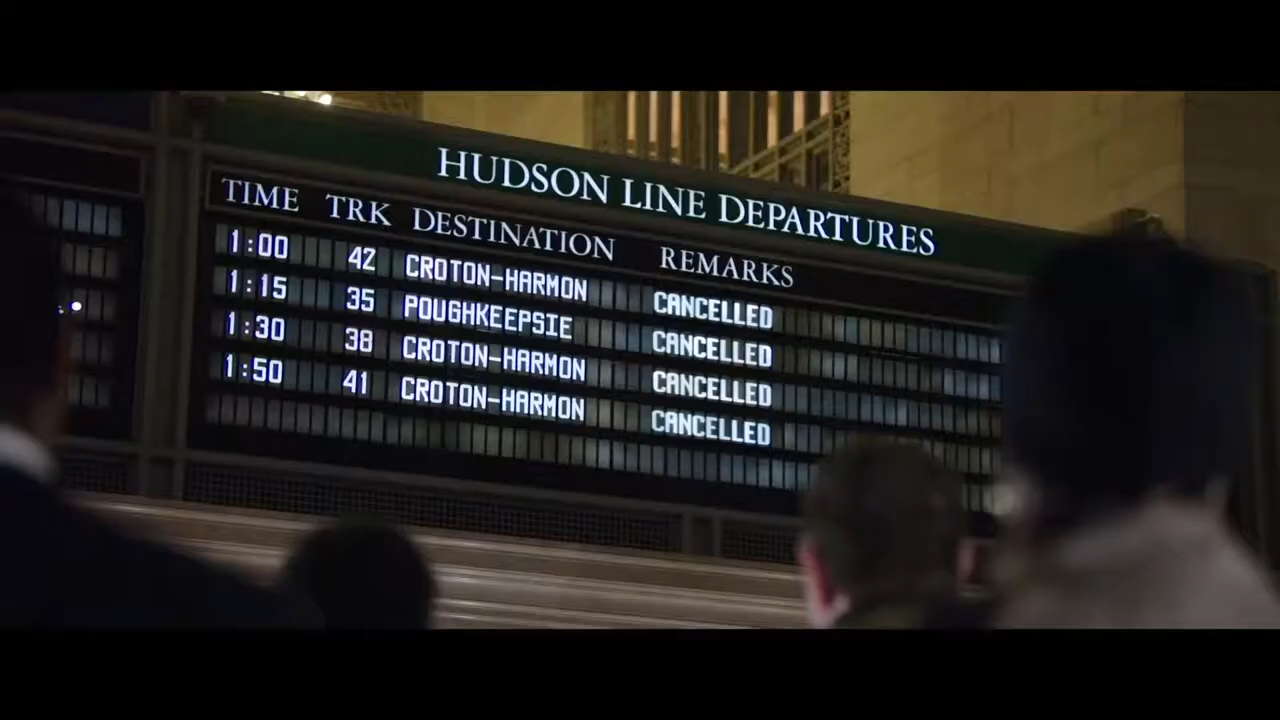 HUDSON LINE DEPARTURES
TIME TRK DESTINATION REMARKS
1:00 42 CROTON-HARMON CANCELLED
1:15 35 POUGHKEEPSIE CANCELLED
1:30 38 CROTON-HARMON CANCELLED
1:50 41 CROTON-HARMON CANCELLED